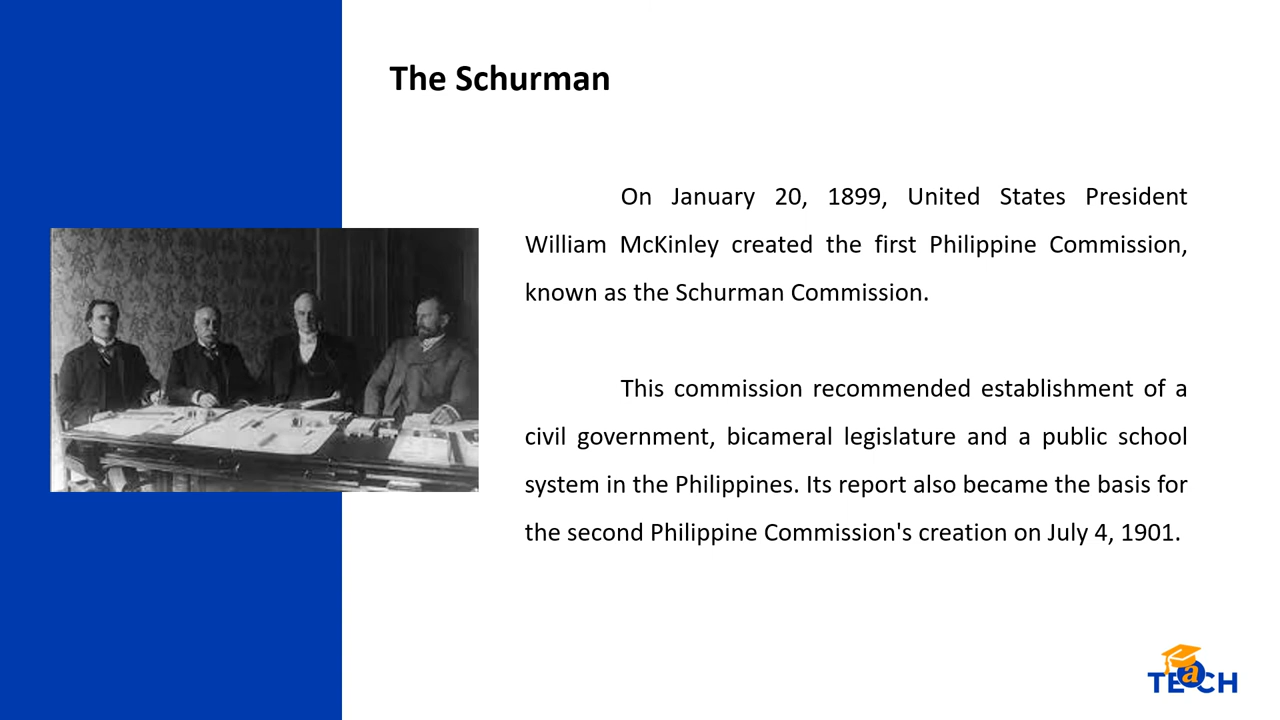 The Schurman
On January 20, 1899, United States President
William McKinley created the first Philippine Commission,
known as the Schurman Commission.
This commission recommended establishment of a
civil government, bicameral legislature and a public school
system in the Philippines. Its report also became the basis for
the second Philippine Commission's creation on July 4, 1901.
TEaCH